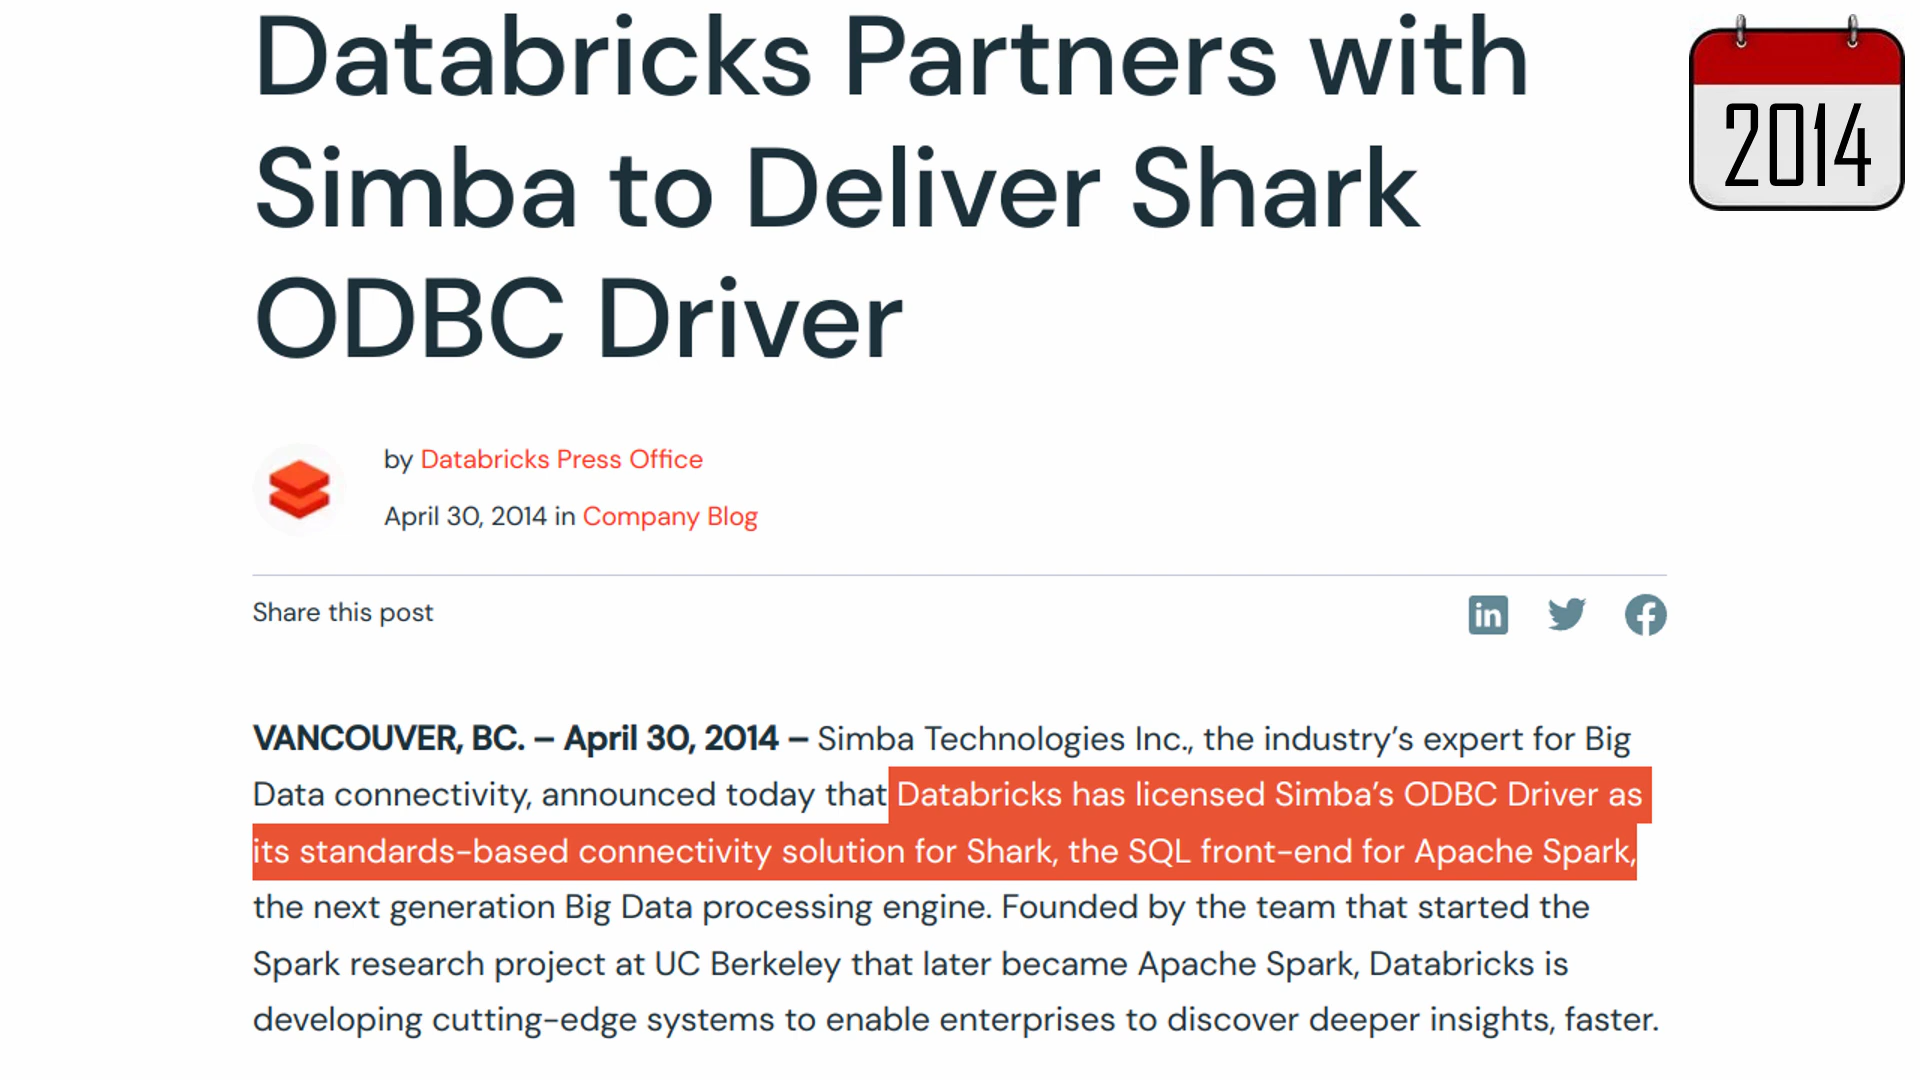 Databricks Partners with
Simba to Deliver Shark
ODBC Driver
2014
by Databricks Press Office
April 30, 2014 in Company Blog
Share this post
in
VANCOUVER, BC. – April 30, 2014 – Simba Technologies Inc., the industry’s expert for Big
Data connectivity, announced today that Databricks has licensed Simba’s ODBC Driver as
its standards-based connectivity solution for Shark, the SQL front-end for Apache Spark,
the next generation Big Data processing engine. Founded by the team that started the
Spark research project at UC Berkeley that later became Apache Spark, Databricks is
developing cutting-edge systems to enable enterprises to discover deeper insights, faster.